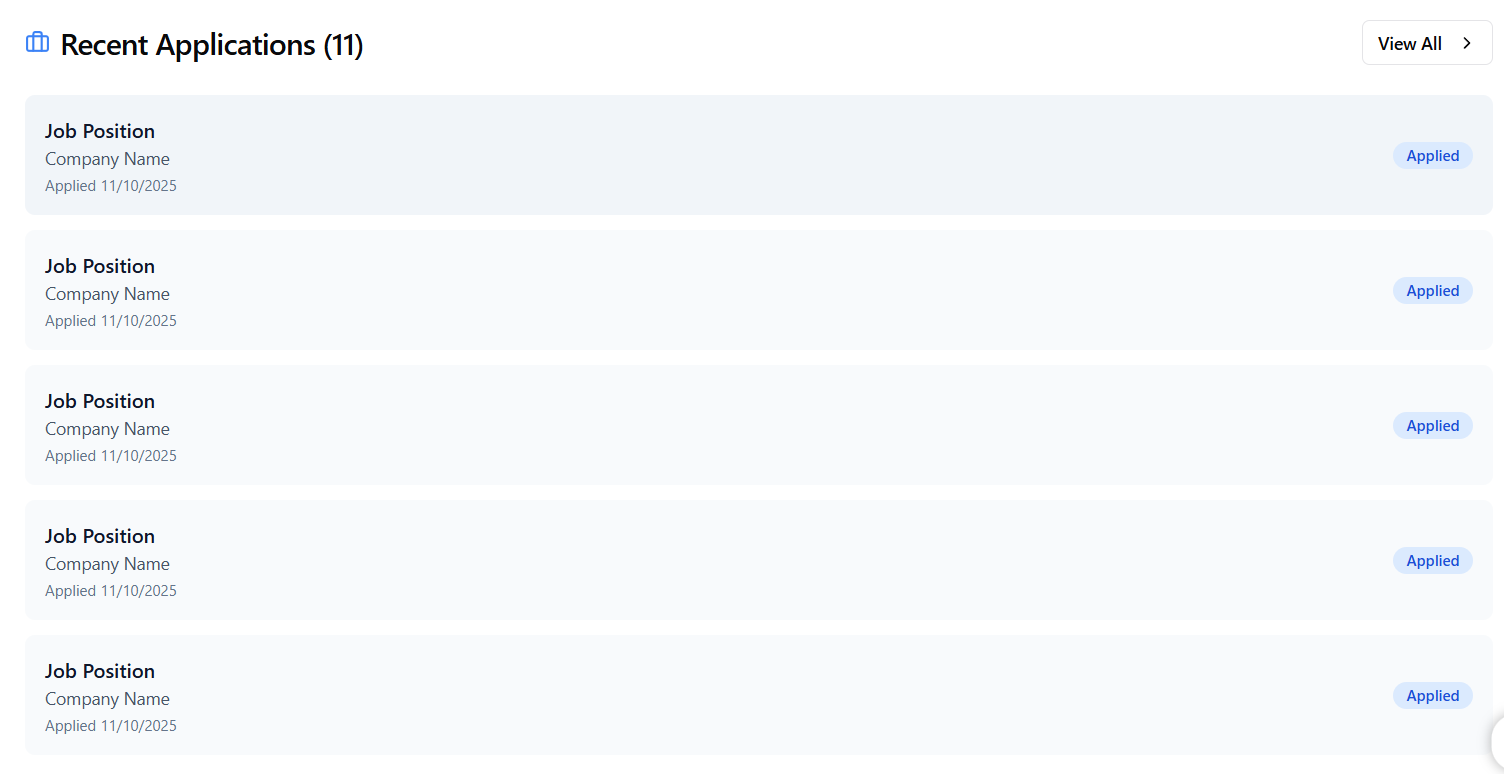 Recent Applications (11)
View All
Job Position
Company Name
Applied 11/10/2025
Applied
Job Position
Company Name
Applied 11/10/2025
Applied
Job Position
Company Name
Applied 11/10/2025
Applied
Job Position
Company Name
Applied 11/10/2025
Applied
Job Position
Company Name
Applied 11/10/2025
Applied